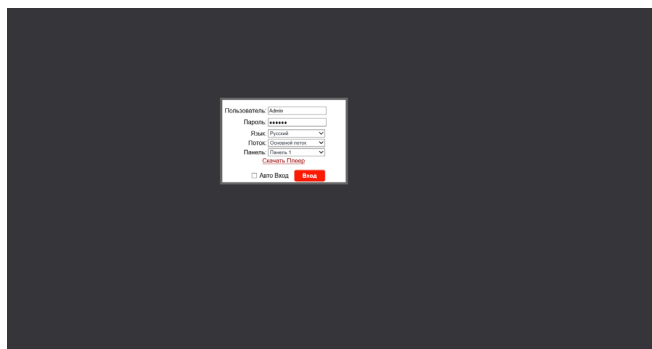 Пользователь: Admin
Пароль: ••••••
Язык: Русский
Поток: Основной поток
Панель: Панель 1
Скачать Плеер
Авто Вход Вход